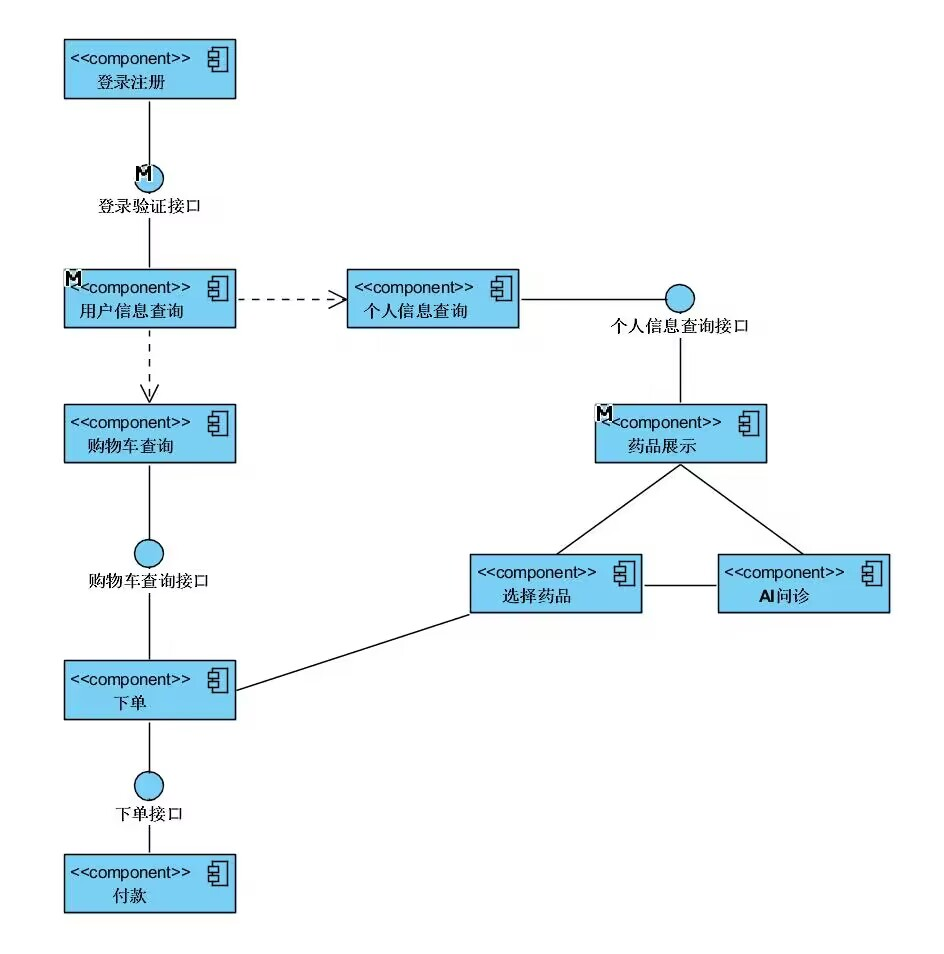 <<component>>
登录注册
M
登录验证接口
M
<<component>>
用户信息查询
<<component>>
个人信息查询
个人信息查询接口
<<component>>
购物车查询
M
<<component>>
药品展示
购物车查询接口
<<component>>
选择药品
<<component>>
AI问诊
<<component>>
下单
下单接口
<<component>>
付款